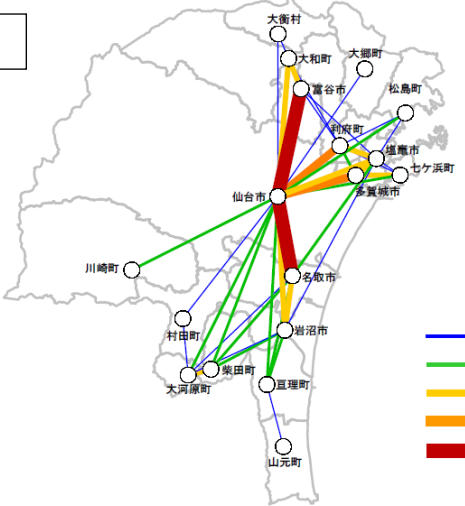 大衡村
大和町
大郷町
富谷市
松島町
利府町
塩竈市
七ケ浜町
多賀城市
仙台市
川崎町
名取市
村田町
岩沼市
柴田町
大河原町
亘理町
山元町